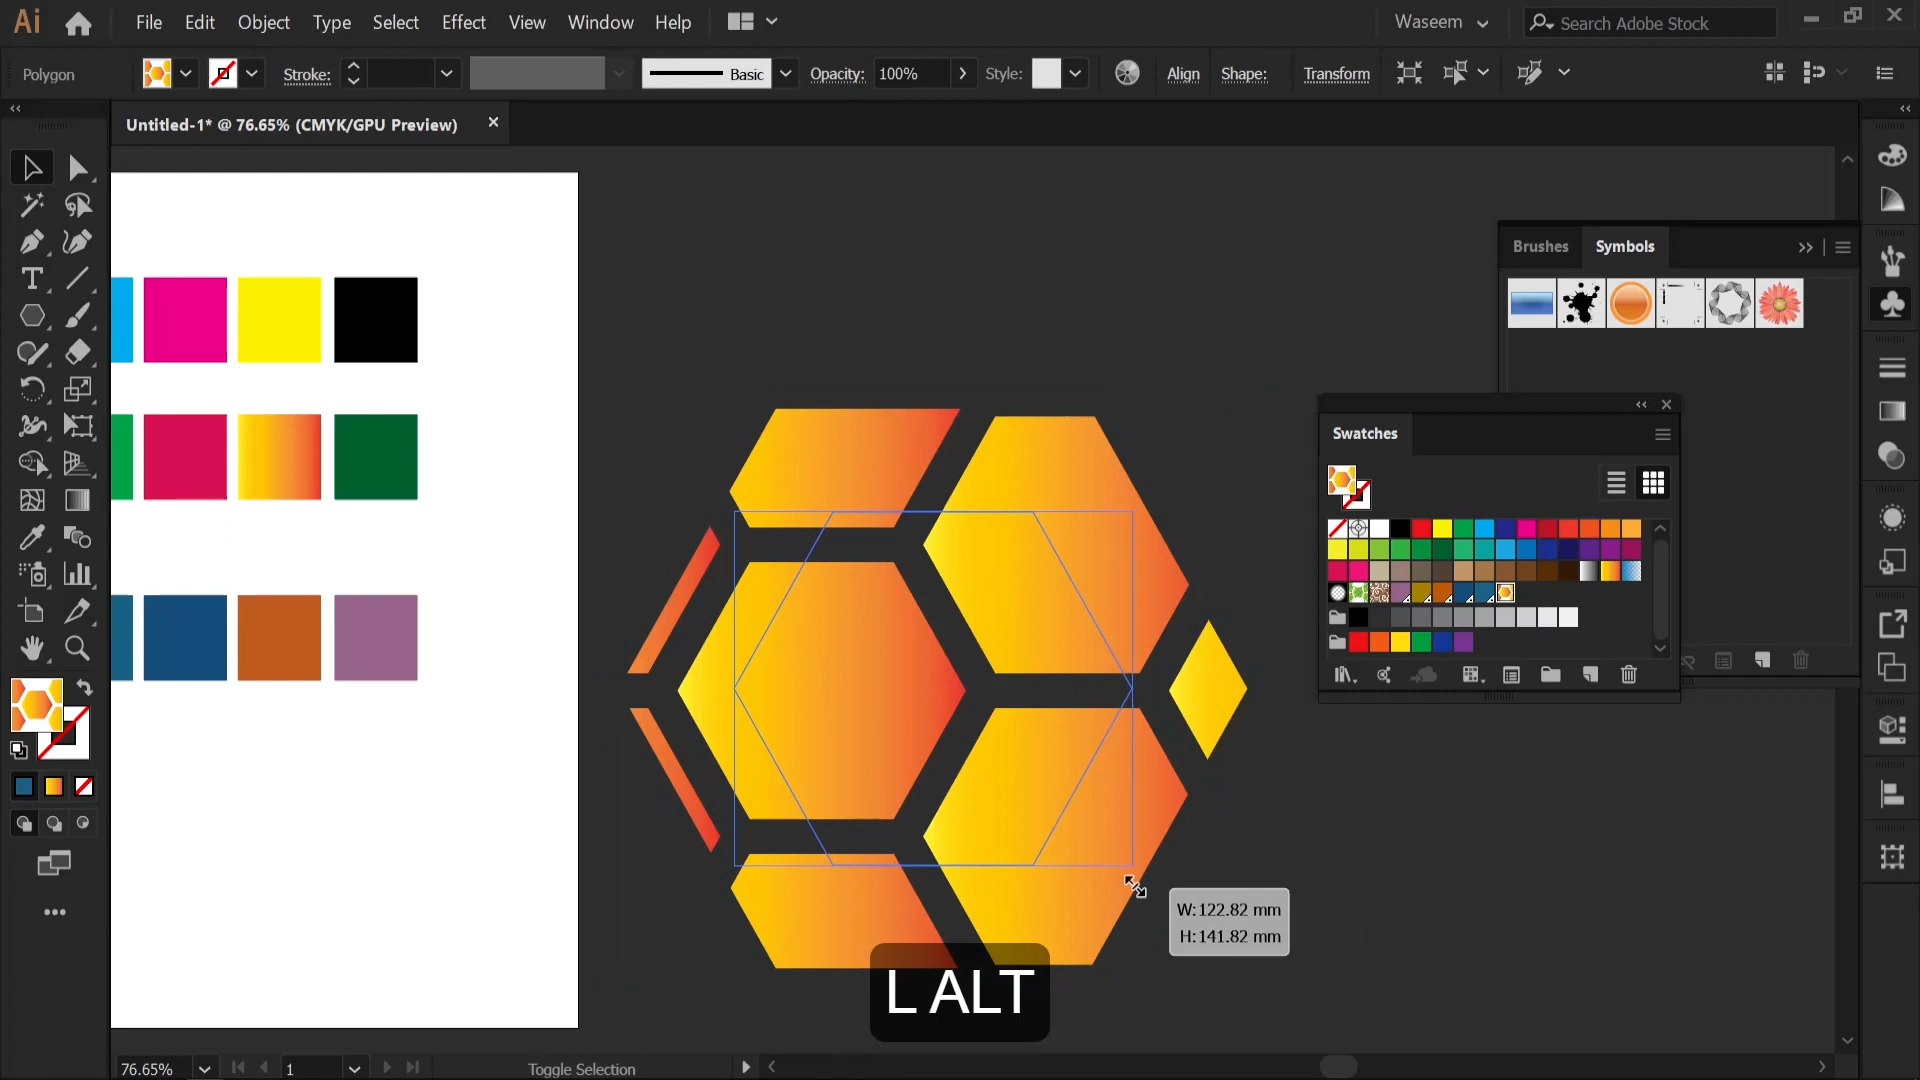 Ai File Edit Object Type Select Effect View Window Help Waseem Search Adobe Stock
Polygon Stroke: Basic Opacity: 100% Style: Align Shape: Transform
Untitled-1* @ 76.65% (CMYK/GPU Preview)
Brushes Symbols
Swatches
W:122.82 mm
H:141.82 mm
L ALT
76.65% 1 Toggle Selection